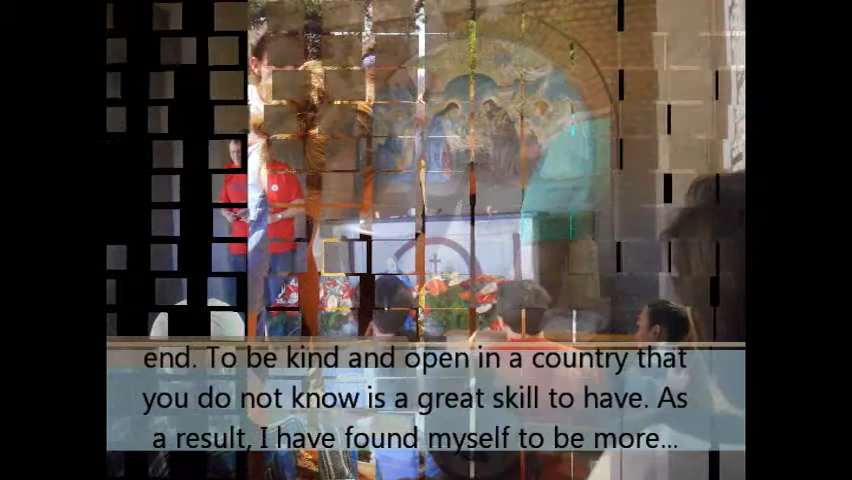 end. To be kind and open in a country that
you do not know is a great skill to have. As
a result, I have found myself to be more...